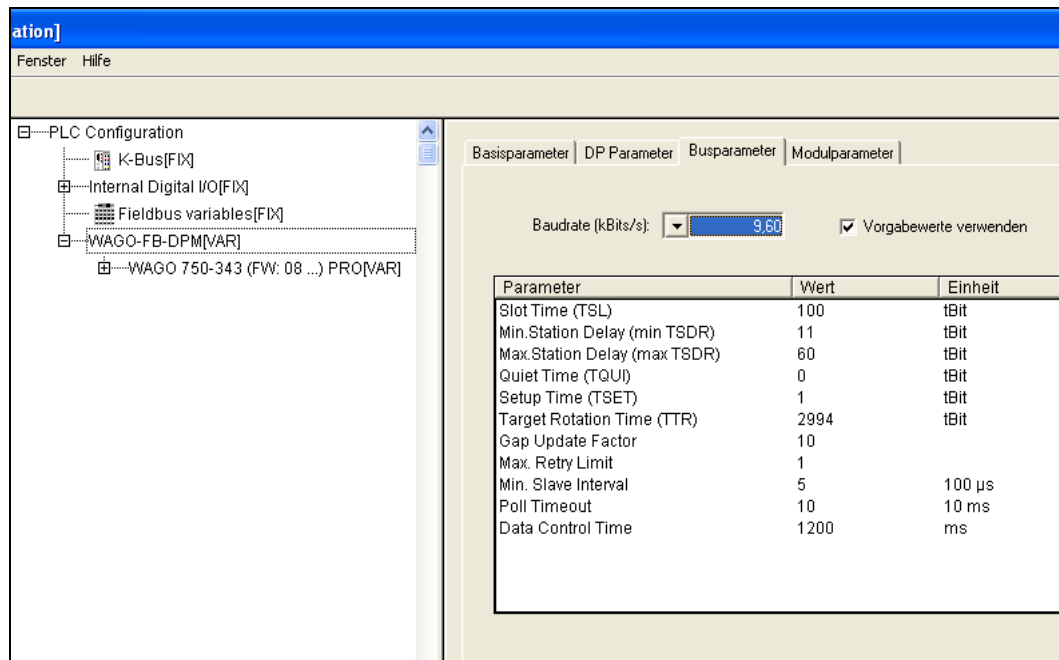 ation]
Fenster Hilfe
PLC Configuration
K-Bus[FIX]
Internal Digital I/O[FIX]
Fieldbus variables[FIX]
WAGO-FB-DPM[VAR]
WAGO 750-343 (FW: 08 ...) PRO[VAR]
Basisparameter DP Parameter Busparameter Modulparameter
Baudrate (kBits/s): 9,60 Vorgabewerte verwenden
Parameter Wert Einheit
Slot Time (TSL) 100 tBit
Min.Station Delay (min TSDR) 11 tBit
Max.Station Delay (max TSDR) 60 tBit
Quiet Time (TQUI) 0 tBit
Setup Time (TSET) 1 tBit
Target Rotation Time (TTR) 2994 tBit
Gap Update Factor 10
Max. Retry Limit 1
Min. Slave Interval 5 100 µs
Poll Timeout 10 10 ms
Data Control Time 1200 ms